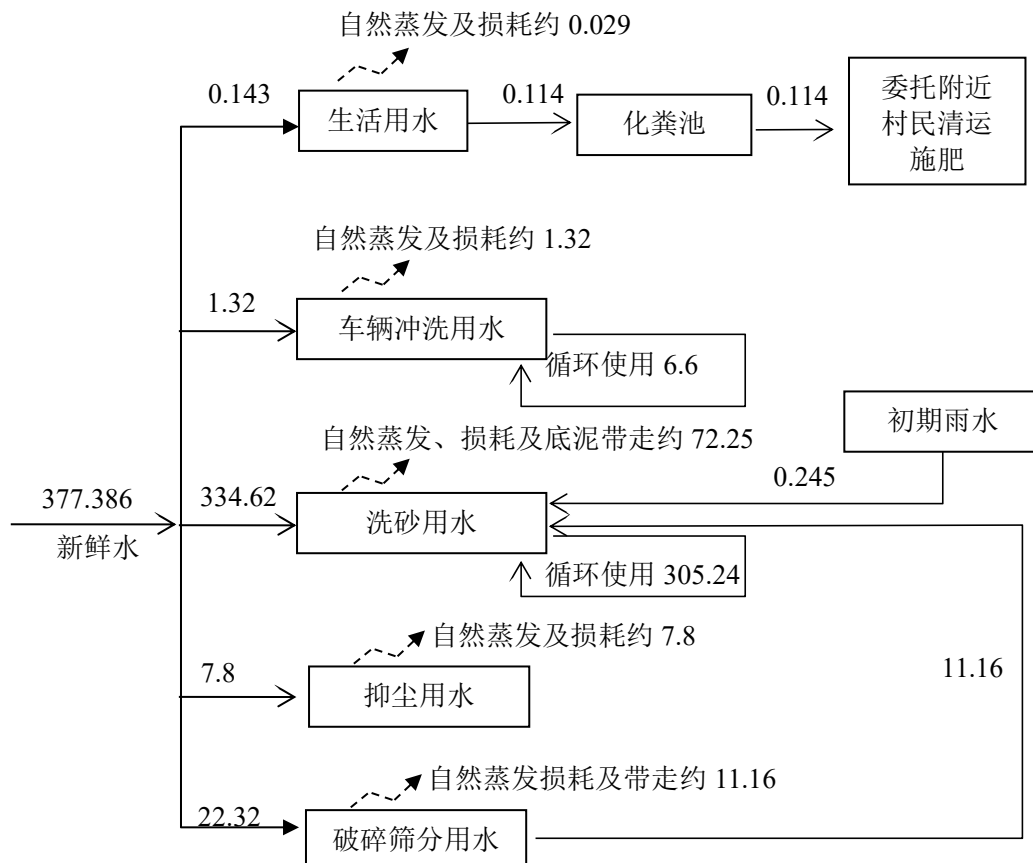 自然蒸发及损耗约 0.029
0.143
生活用水
0.114
化粪池
0.114
委托附近
村民清运
施肥
自然蒸发及损耗约 1.32
1.32
车辆冲洗用水
循环使用 6.6
初期雨水
自然蒸发、损耗及底泥带走约 72.25
0.245
377.386
新鲜水
334.62
洗砂用水
循环使用 305.24
自然蒸发及损耗约 7.8
7.8
抑尘用水
11.16
自然蒸发损耗及带走约 11.16
22.32
破碎筛分用水